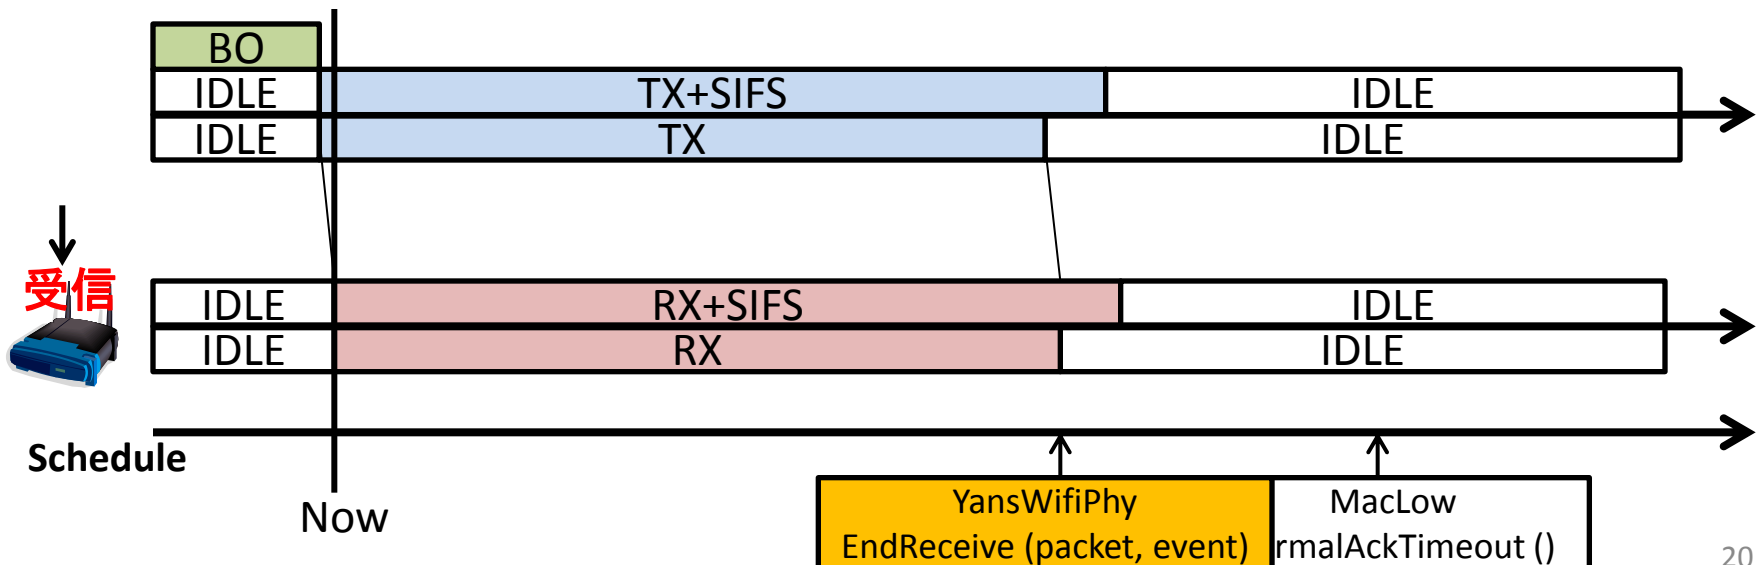 BO
IDLE TX+SIFS IDLE
IDLE TX IDLE
受信
IDLE RX+SIFS IDLE
IDLE RX IDLE
Schedule
Now
YansWifiPhy
EndReceive (packet, event)
MacLow
rmalAckTimeout ()
20